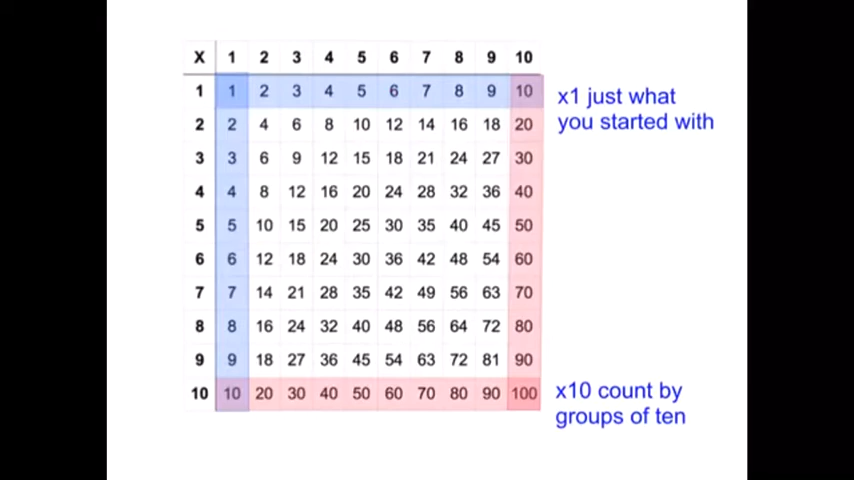 X 1 2 3 4 5 6 7 8 9 10
1 1 2 3 4 5 6 7 8 9 10
x1 just what
you started with
2 2 4 6 8 10 12 14 16 18 20
3 3 6 9 12 15 18 21 24 27 30
4 4 8 12 16 20 24 28 32 36 40
5 5 10 15 20 25 30 35 40 45 50
6 6 12 18 24 30 36 42 48 54 60
7 7 14 21 28 35 42 49 56 63 70
8 8 16 24 32 40 48 56 64 72 80
9 9 18 27 36 45 54 63 72 81 90
10 10 20 30 40 50 60 70 80 90 100
x10 count by
groups of ten